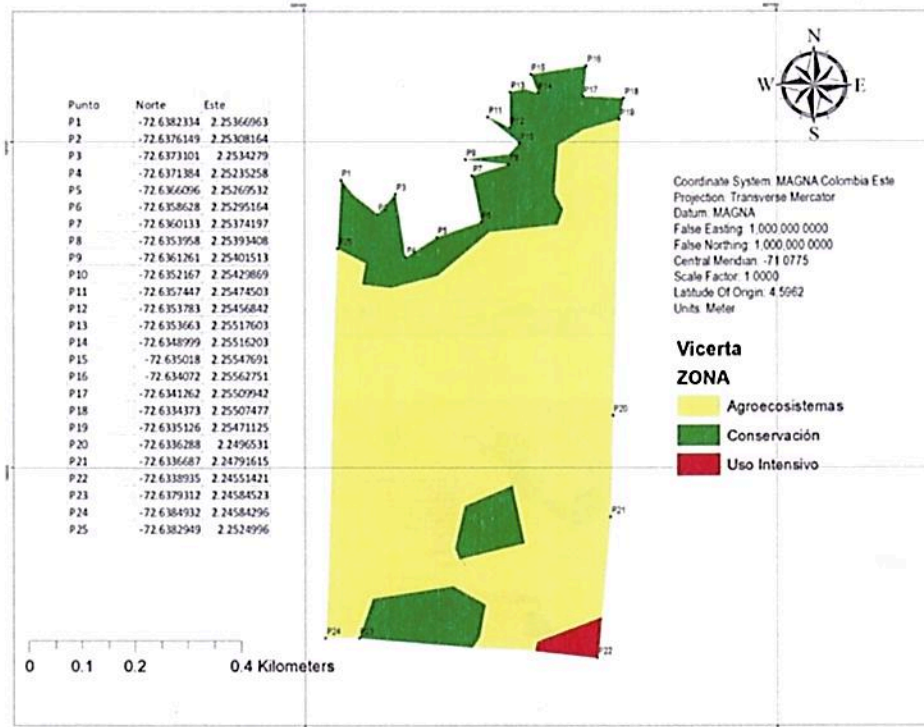 Punto Norte Este
P1 -72.6382334 2.25366963
P2 -72.6376149 2.25308164
P3 -72.6373101 2.2534279
P4 -72.6371384 2.25235258
P5 -72.6366096 2.25269532
P6 -72.6358628 2.25295164
P7 -72.6360133 2.25374197
P8 -72.6353958 2.25393408
P9 -72.6361261 2.25401513
P10 -72.6352167 2.25429869
P11 -72.6357447 2.25474503
P12 -72.6353783 2.25456842
P13 -72.6353663 2.25517603
P14 -72.6348999 2.25516203
P15 -72.635018 2.25547691
P16 -72.634072 2.25562751
P17 -72.6341262 2.25509942
P18 -72.6334373 2.25507477
P19 -72.6335126 2.25471125
P20 -72.6336288 2.2496531
P21 -72.6336687 2.24791615
P22 -72.6338935 2.24551421
P23 -72.6379312 2.24584523
P24 -72.6384932 2.24584296
P25 -72.6382949 2.2524996
0 0.1 0.2 0.4 Kilometers
P16
P15
P14
P13
P17
P18
P19
P11
P12
P10
P9
P8
P7
P1
P3
P2
P6
P5
P4
P25
P20
P21
P24
P23
P22
N
W E
S
Coordinate System: MAGNA Colombia Este
Projection: Transverse Mercator
Datum: MAGNA
False Easting: 1,000,000.0000
False Northing: 1,000,000.0000
Central Meridian: -71.0775
Scale Factor: 1.0000
Latitude Of Origin: 4.5962
Units: Meter
Vicerta
ZONA
Agroecosistemas
Conservación
Uso Intensivo